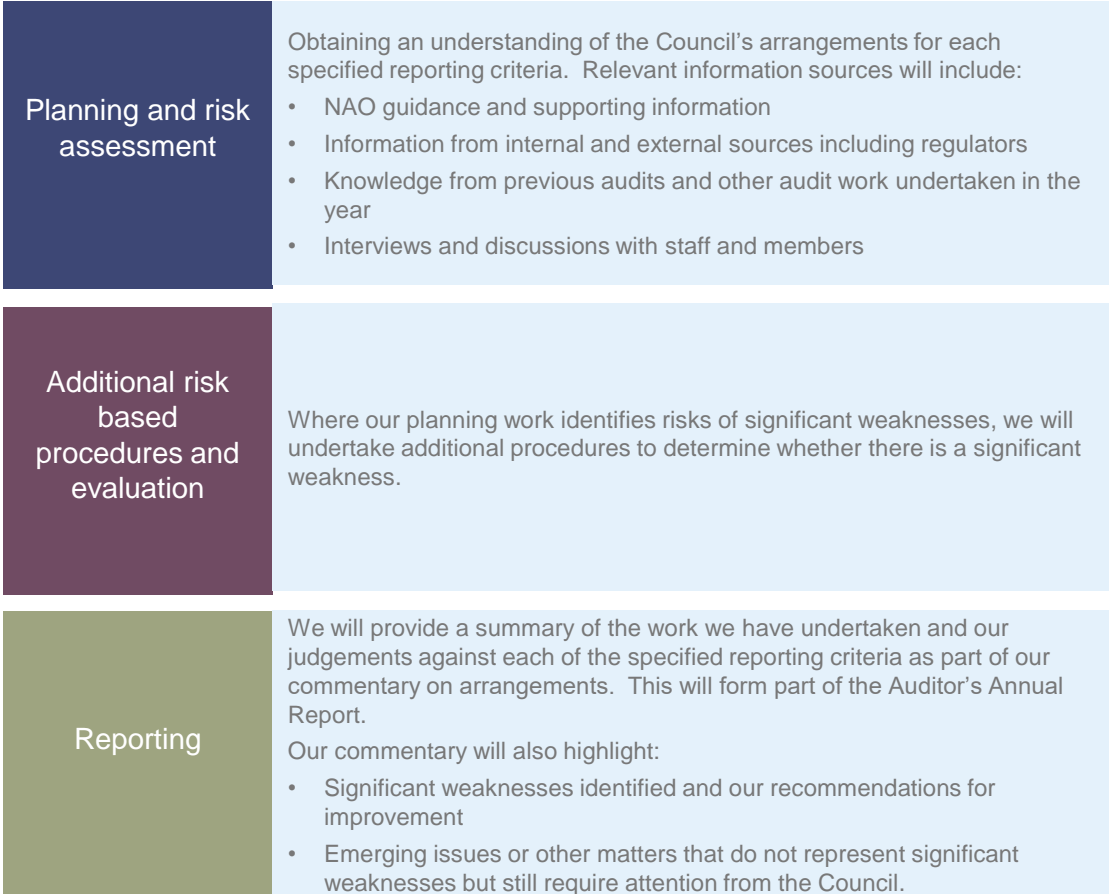 Planning and risk
assessment
Obtaining an understanding of the Council’s arrangements for each
specified reporting criteria.  Relevant information sources will include:
• NAO guidance and supporting information
• Information from internal and external sources including regulators
• Knowledge from previous audits and other audit work undertaken in the
year
• Interviews and discussions with staff and members
Additional risk
based
procedures and
evaluation
Where our planning work identifies risks of significant weaknesses, we will
undertake additional procedures to determine whether there is a significant
weakness.
Reporting
We will provide a summary of the work we have undertaken and our
judgements against each of the specified reporting criteria as part of our
commentary on arrangements.  This will form part of the Auditor’s Annual
Report.
Our commentary will also highlight:
• Significant weaknesses identified and our recommendations for
improvement
• Emerging issues or other matters that do not represent significant
weaknesses but still require attention from the Council.